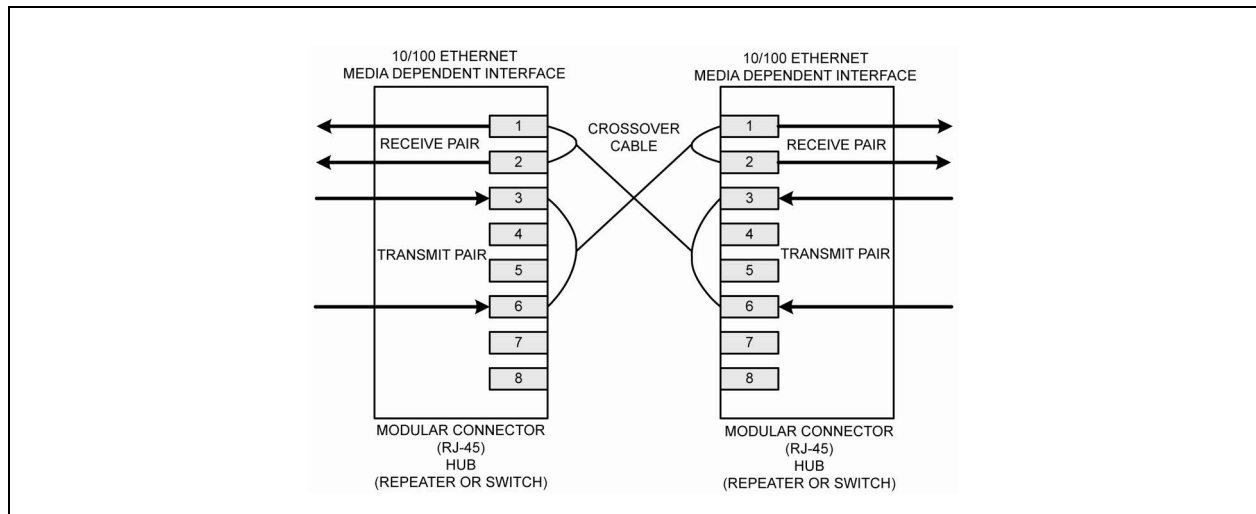 10/100 ETHERNET
MEDIA DEPENDENT INTERFACE
10/100 ETHERNET
MEDIA DEPENDENT INTERFACE
1
RECEIVE PAIR
2
3
4
TRANSMIT PAIR
5
6
7
8
CROSSOVER
CABLE
1
RECEIVE PAIR
2
3
4
TRANSMIT PAIR
5
6
7
8
MODULAR CONNECTOR
(RJ-45)
HUB
(REPEATER OR SWITCH)
MODULAR CONNECTOR
(RJ-45)
HUB
(REPEATER OR SWITCH)